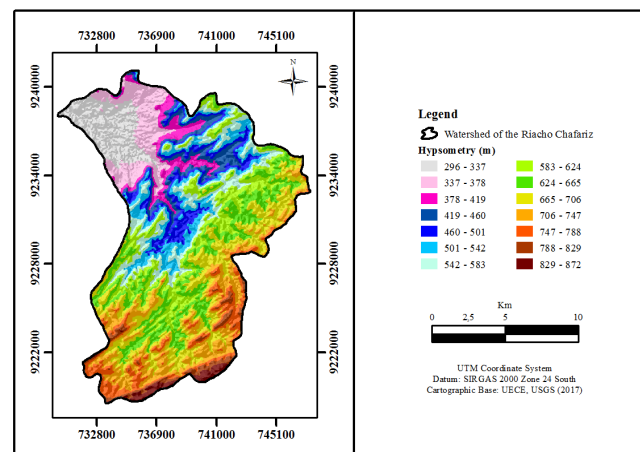 732800 736900 741000 745100
N
9240000 9240000
9234000 9234000
9228000 9228000
9222000 9222000
732800 736900 741000 745100
Legend
Watershed of the Riacho Chafariz
Hypsometry (m)
296 - 337 583 - 624
337 - 378 624 - 665
378 - 419 665 - 706
419 - 460 706 - 747
460 - 501 747 - 788
501 - 542 788 - 829
542 - 583 829 - 872
Km
0 2,5 5 10
UTM Coordinate System
Datum: SIRGAS 2000 Zone 24 South
Cartographic Base: UECE, USGS (2017)